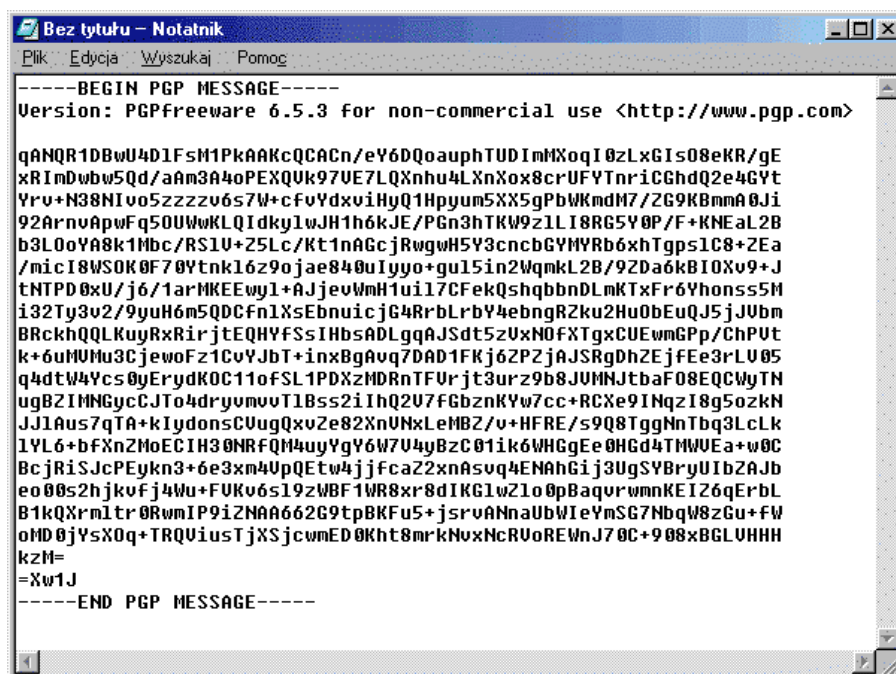 Bez tytułu – Notatnik
Plik Edycja Wyszukaj Pomoc
-----BEGIN PGP MESSAGE-----
Version: PGPfreeware 6.5.3 for non-commercial use <http://www.pgp.com>
qANQR1DBwU4DlFsM1PkAAKcQCACn/eY6DQoauphTUDImMXoqI0zLxGIsO8eKR/gE
xRImDwbw5Qd/aAm3A4oPEXQVk97VE7LQXnhu4LXnXox8crUFYTnriCGhdQ2e4GYt
Yrv+N38NIvo5zzzzv6s7W+cfvYdxviHyQ1Hpyum5XX5gPbWKmdM7/ZG9KBmmA0Ji
92ArnvApwFq5OUWwKLQIdkylwJH1h6kJE/PGn3hTKW9zlLI8RG5Y0P/F+KNEaL2B
b3LOoYA8k1Mbc/RSlV+Z5Lc/Kt1nAGcjRwgwH5Y3cncbGYMYRb6xhTgpslC8+ZEa
/micI8WSOK0F70Ytnkl6z9ojae840uIyyo+gul5in2WqmkL2B/9ZDa6kBIOXv9+J
tNTPD0xU/j6/1arMKEEwyl+AJjevWmH1uil7CFekQshqbbnDLmKTxFr6Yhonss5M
i32Ty3v2/9yuH6m5QDCfnlXsEbnuicjG4RrbLrbY4ebngRZku2HuObEuQJ5jJVbm
BRckhQQLKuyRxRirjtEQHYfSsIHbsADLgqAJSdt5zVxNOfXTgxCUEwmGPp/ChPVt
k+6uMVMu3CjewoFz1CvYJbT+inxBgAvq7DAD1FKj6ZPZjAJSRgDhZEjfEe3rLV05
q4dtW4Ycs0yErydKOC11ofSL1PDXzMDRnTFVrjt3urz9b8JVMNJtbaFO8EQCWyTN
ugBZIMNGycCJTo4dryvmvvTlBss2iIhQ2V7fGbznKYw7cc+RCXe9INqzI8g5ozkN
JJlAus7qTA+kIydonsCVugQxvZe82XnVNxLeMBZ/v+HFRE/s9Q8TggNnTbq3LcLk
lYL6+bfXnZMoECIH30NRfQM4uyYgY6W7V4yBzC01ik6WHGgEe0HGd4TMWVEa+w0C
BcjRiSJcPEykn3+6e3xm4VpQEtw4jjfcaZ2xnAsvq4ENAhGij3UgSYBryUIbZAJb
eo00s2hjkvfj4Wu+FVKv6sl9zWBF1WR8xr8dIKGlwZlo0pBaqvrwmnKEIZ6qErbL
B1kQXrmltr0RwmIP9iZNAA662G9tpBKFu5+jsrvANnaUbWIeYmSG7NbqW8zGu+fW
oMD0jYsXOq+TRQViusTjXSjcwmED0Kht8mrkNvxNcRVoREWnJ70C+908xBGLVHHH
kzM=
=Xw1J
-----END PGP MESSAGE-----